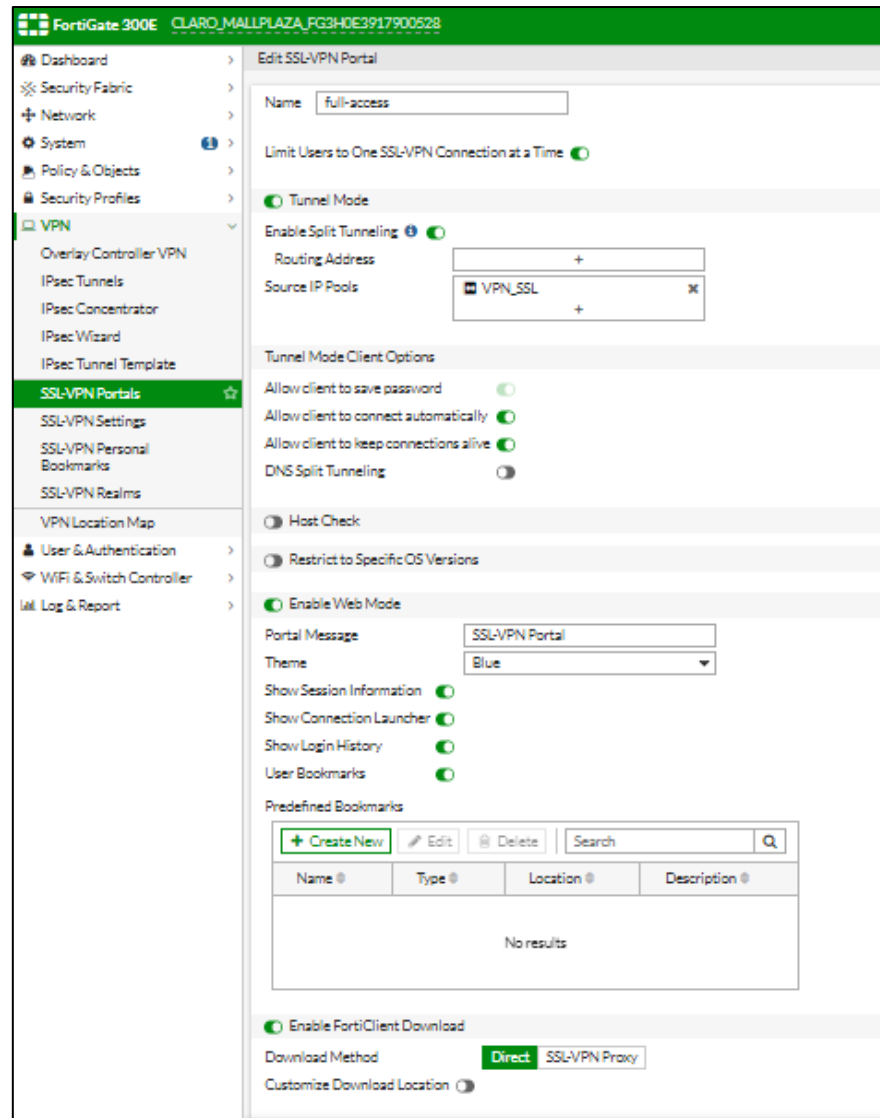 FortiGate 300E CLARO_MALLPLAZA_FG3H0E3917900528
Dashboard
Security Fabric
Network
System 1
Policy & Objects
Security Profiles
VPN
Overlay Controller VPN
IPsec Tunnels
IPsec Concentrator
IPsec Wizard
IPsec Tunnel Template
SSL-VPN Portals
SSL-VPN Settings
SSL-VPN Personal
Bookmarks
SSL-VPN Realms
VPN Location Map
User & Authentication
WiFi & Switch Controller
Log & Report
Edit SSL-VPN Portal
Name full-access
Limit Users to One SSL-VPN Connection at a Time
Tunnel Mode
Enable Split Tunneling
Routing Address +
Source IP Pools VPN_SSL
+
Tunnel Mode Client Options
Allow client to save password
Allow client to connect automatically
Allow client to keep connections alive
DNS Split Tunneling
Host Check
Restrict to Specific OS Versions
Enable Web Mode
Portal Message SSL-VPN Portal
Theme Blue
Show Session Information
Show Connection Launcher
Show Login History
User Bookmarks
Predefined Bookmarks
+ Create New Edit Delete Search
Name Type Location Description
No results
Enable FortiClient Download
Download Method Direct SSL-VPN Proxy
Customize Download Location